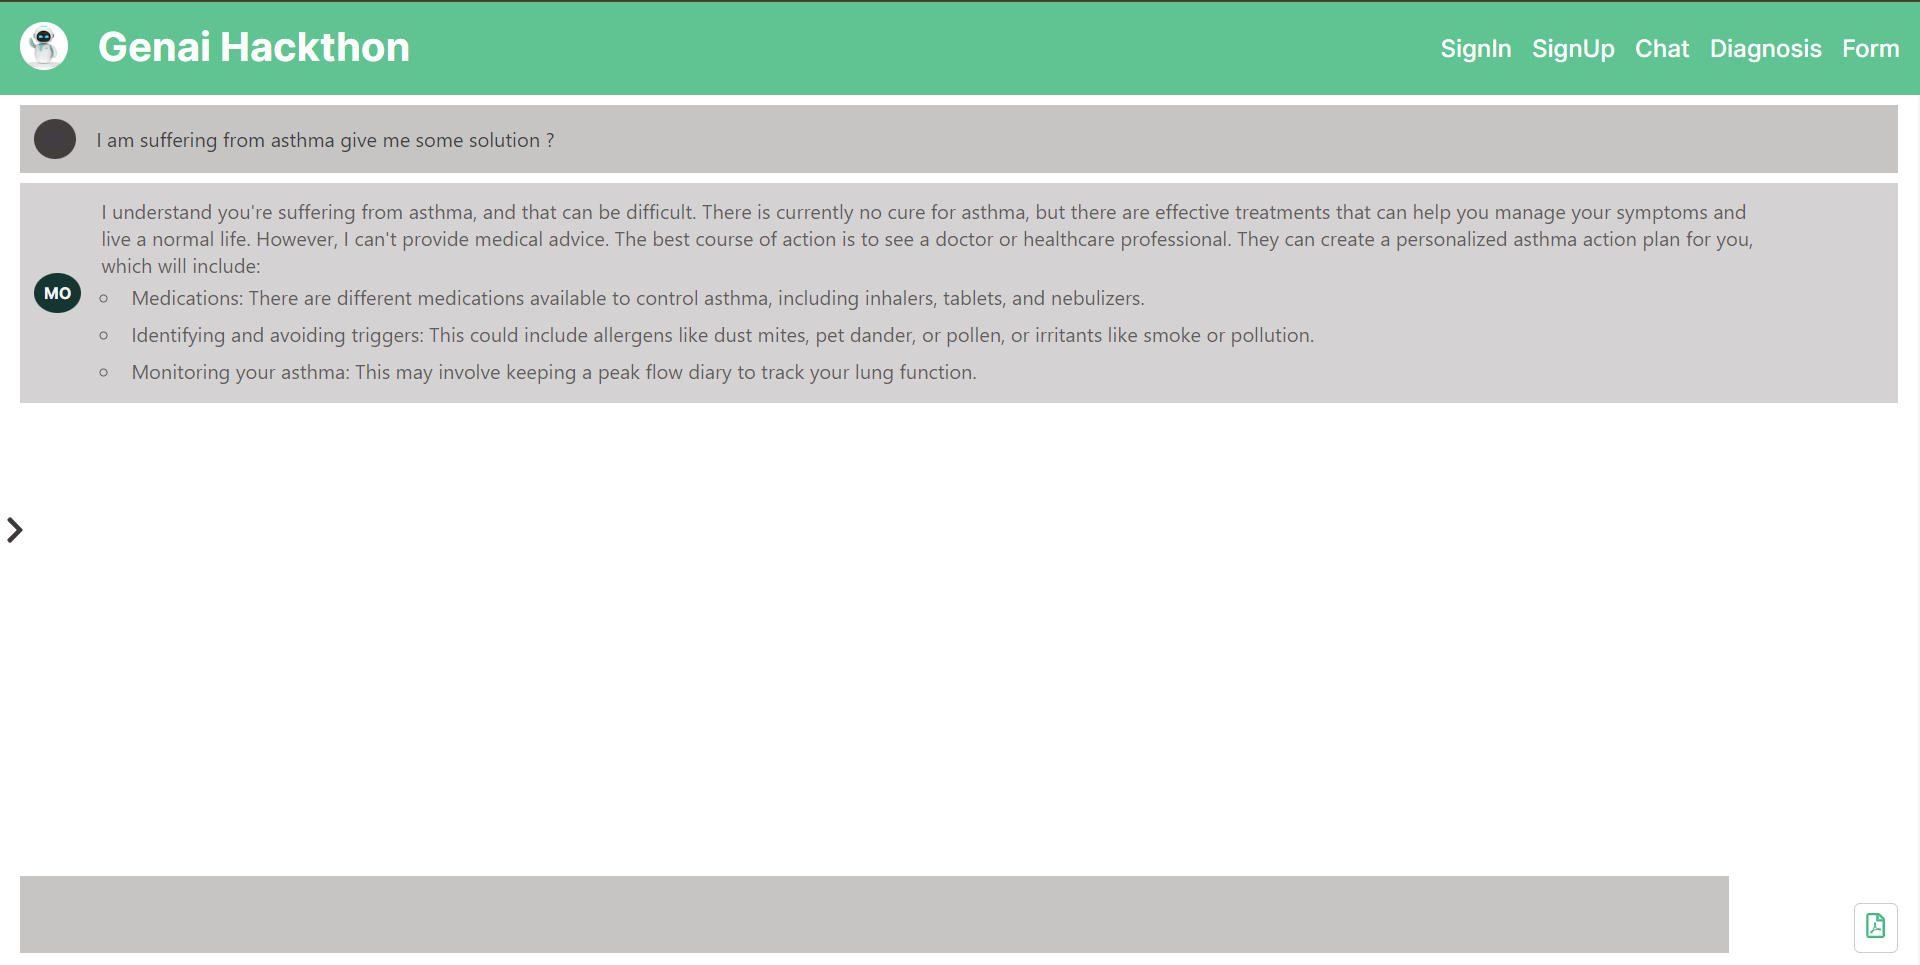 Genai Hackthon
SignIn SignUp Chat Diagnosis Form
I am suffering from asthma give me some solution ?
I understand you're suffering from asthma, and that can be difficult. There is currently no cure for asthma, but there are effective treatments that can help you manage your symptoms and
live a normal life. However, I can't provide medical advice. The best course of action is to see a doctor or healthcare professional. They can create a personalized asthma action plan for you,
which will include:
MO
Medications: There are different medications available to control asthma, including inhalers, tablets, and nebulizers.
Identifying and avoiding triggers: This could include allergens like dust mites, pet dander, or pollen, or irritants like smoke or pollution.
Monitoring your asthma: This may involve keeping a peak flow diary to track your lung function.